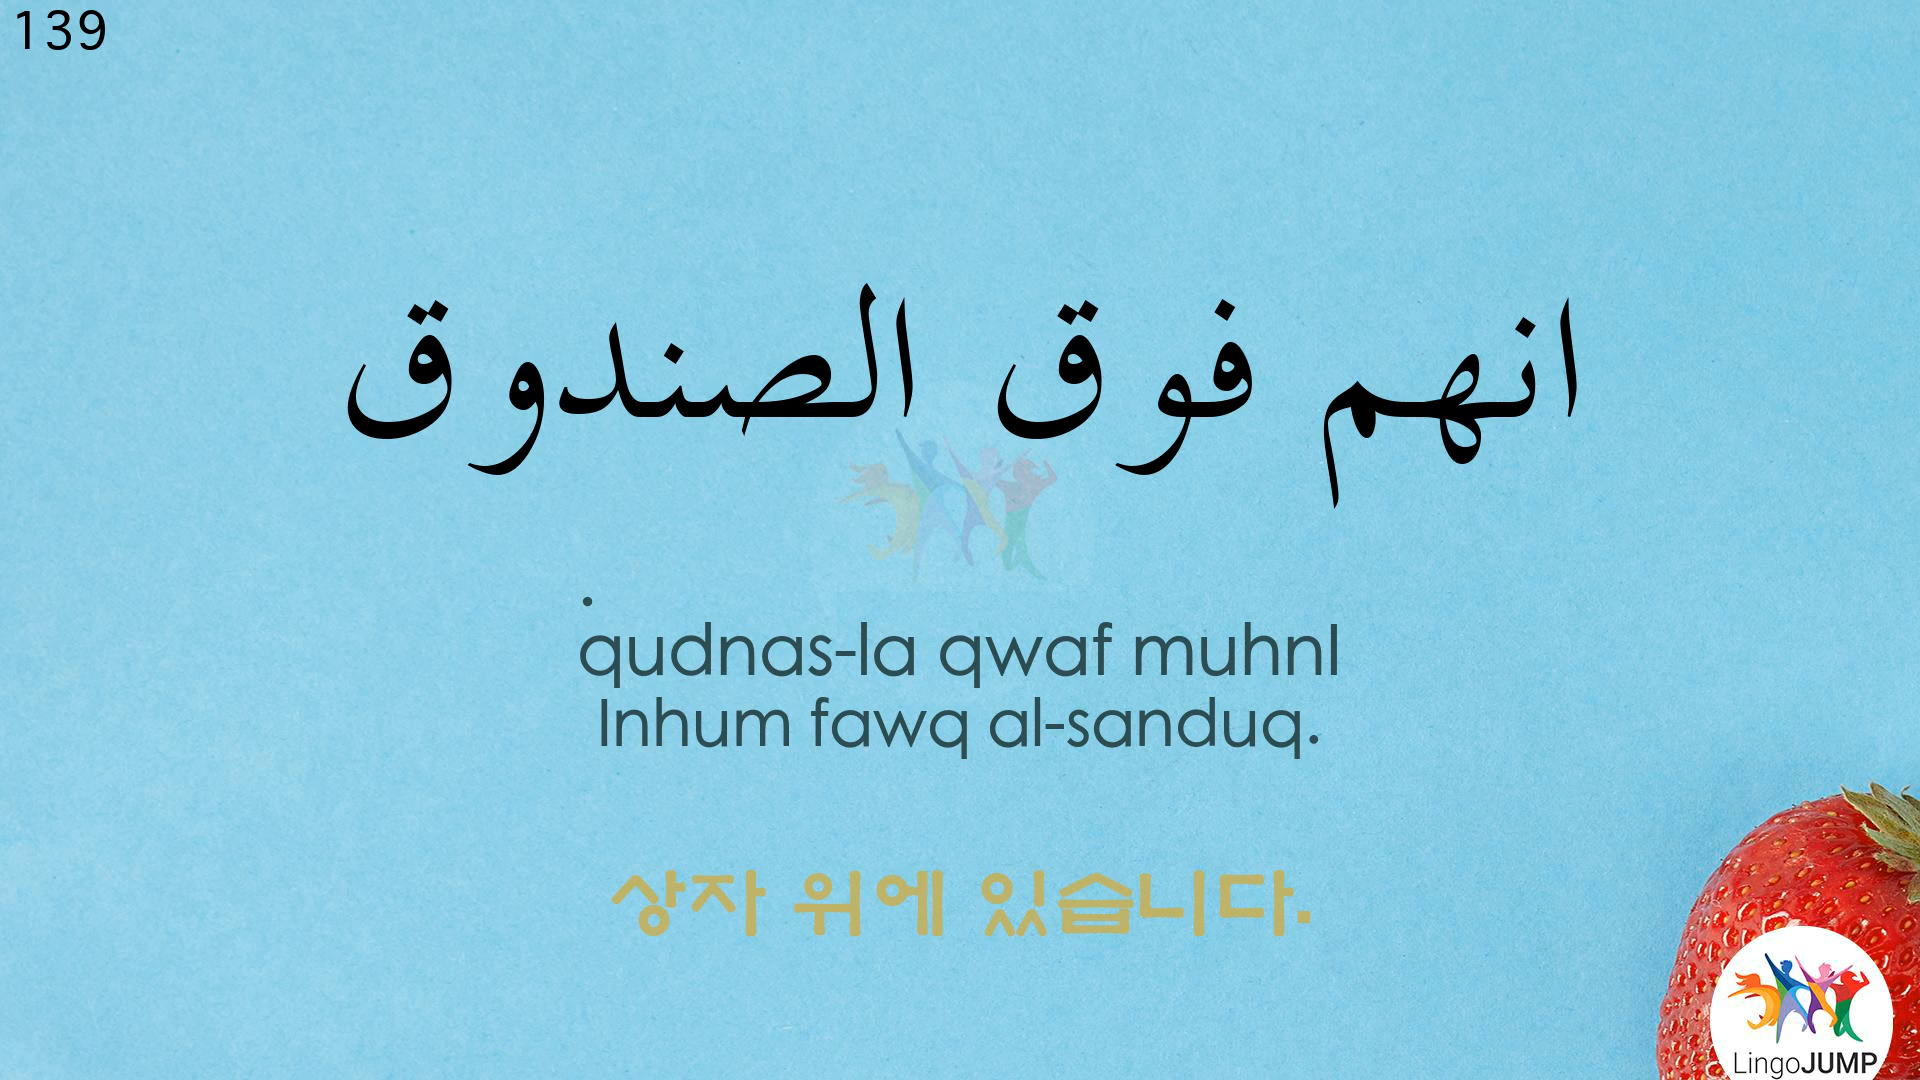 139
انهم فوق الصندوق
.
qudnas-la qwaf muhnI
Inhum fawq al-sanduq.
상자 위에 있습니다.
LingoJUMP